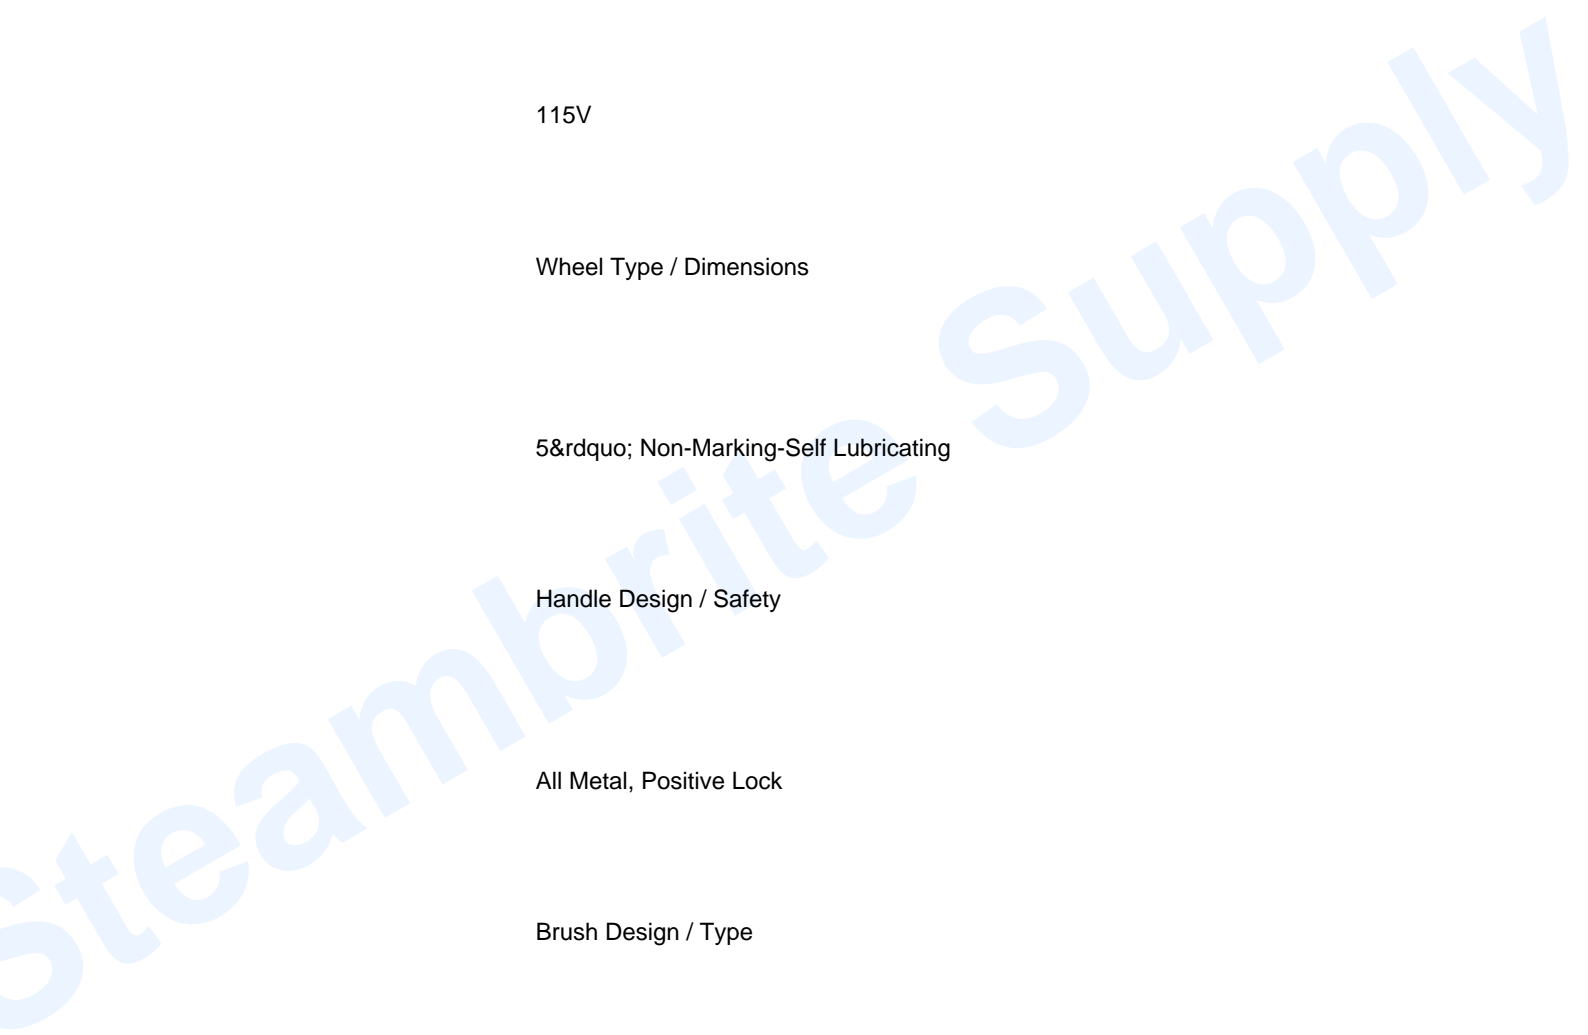 115V
Wheel Type / Dimensions
5&rdquo; Non-Marking-Self Lubricating
Handle Design / Safety
All Metal, Positive Lock
Brush Design / Type
Steambrite Supply